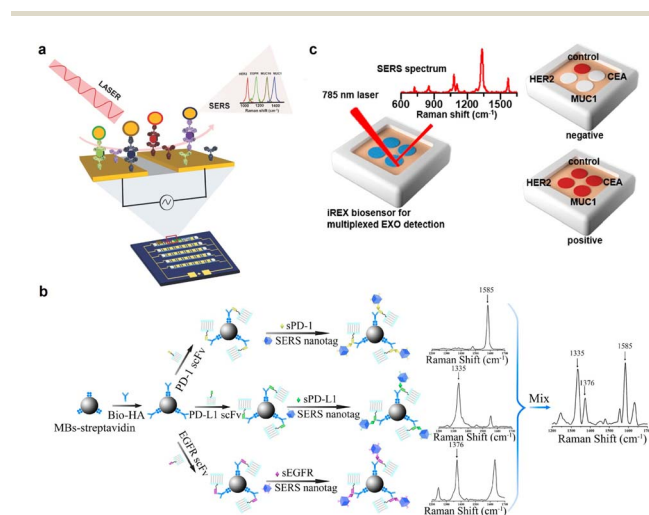 a
LASER
SERS
Raman shift (cm-1)
c
SERS spectrum
785 nm laser
600 900 1200 1500
Raman shift (cm⁻¹)
iREX biosensor for
multiplexed EXO detection
control
HER2
CEA
MUC1
negative
control
HER2
CEA
MUC1
positive
b
MBs-streptavidin
Bio-HA
PD-1 scFv
PD-L1 scFv
EGFR scFv
sPD-1
SERS nanotag
sPD-L1
SERS nanotag
sEGFR
SERS nanotag
1585
Raman Shift (cm⁻¹)
1335
Raman Shift (cm⁻¹)
1376
Raman Shift (cm⁻¹)
Mix
1335
1376
1585
Raman Shift (cm⁻¹)